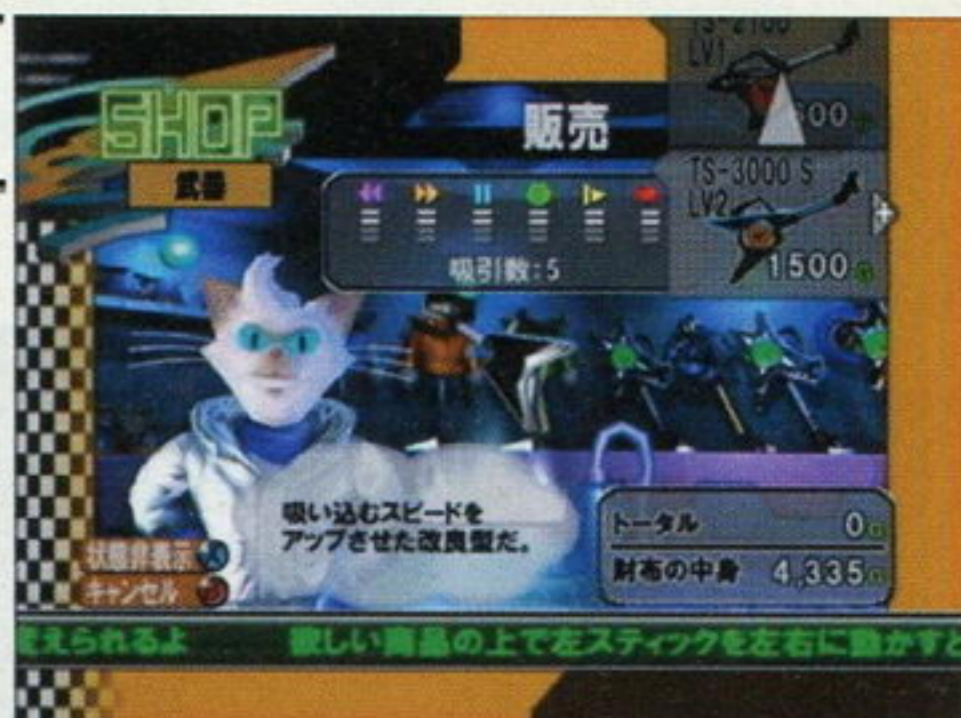 SHOP
武器
販売
TS-2100
LV1
600
TS-3000 S
LV2
1500
吸引数:5
吸い込むスピードを
アップさせた改良型だ。
トータル 0
財布の中身 4,335
状態非表示
キャンセル
変えられるよ 欲しい商品の上で左スティックを左右に動かすと